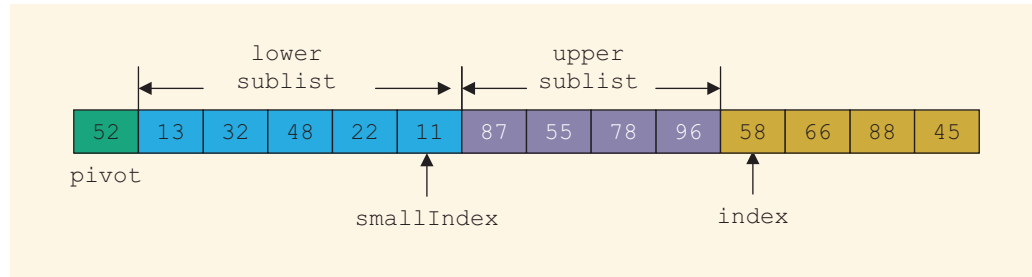 lower upper
sublist sublist
52 13 32 48 22 11 87 55 78 96 58 66 88 45
pivot
smallIndex index